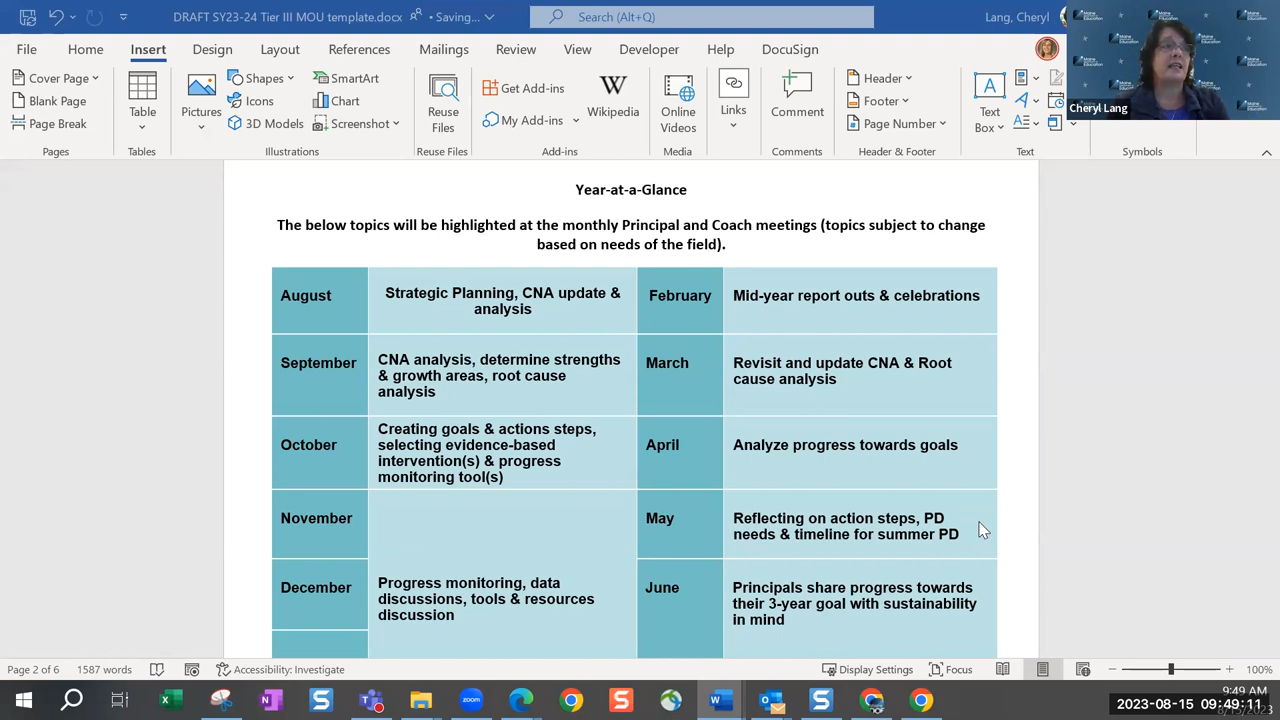 DRAFT SY23-24 Tier III MOU template.docx
Saving...
Search (Alt+Q)
Lang, Cheryl
File
Home
Insert
Design
Layout
References
Mailings
Review
View
Developer
Help
Acrobat
DocuSign
Cover Page
Blank Page
Page Break
Pages
Table
Tables
Pictures
Shapes
Icons
3D Models
SmartArt
Chart
Screenshot
Illustrations
Reuse
Files
Reuse Files
Get Add-ins
My Add-ins
Wikipedia
Add-ins
Online
Videos
Media
Links
Comment
Comments
Header
Footer
Page Number
Header & Footer
Text
Box
Text
Symbols
Cheryl Lang
Year-at-a-Glance
The below topics will be highlighted at the monthly Principal and Coach meetings (topics subject to change
based on needs of the field).
August
Strategic Planning, CNA update &
analysis
February
Mid-year report outs & celebrations
September
CNA analysis, determine strengths
& growth areas, root cause
analysis
March
Revisit and update CNA & Root
cause analysis
October
Creating goals & actions steps,
selecting evidence-based
intervention(s) & progress
monitoring tool(s)
April
Analyze progress towards goals
November
May
Reflecting on action steps, PD
needs & timeline for summer PD
December
Progress monitoring, data
discussions, tools & resources
discussion
June
Principals share progress towards
their 3-year goal with sustainability
in mind
Page 2 of 6
1587 words
Accessibility: Investigate
Display Settings
Focus
100%
9:49 AM
2023-08-15 09:49:11